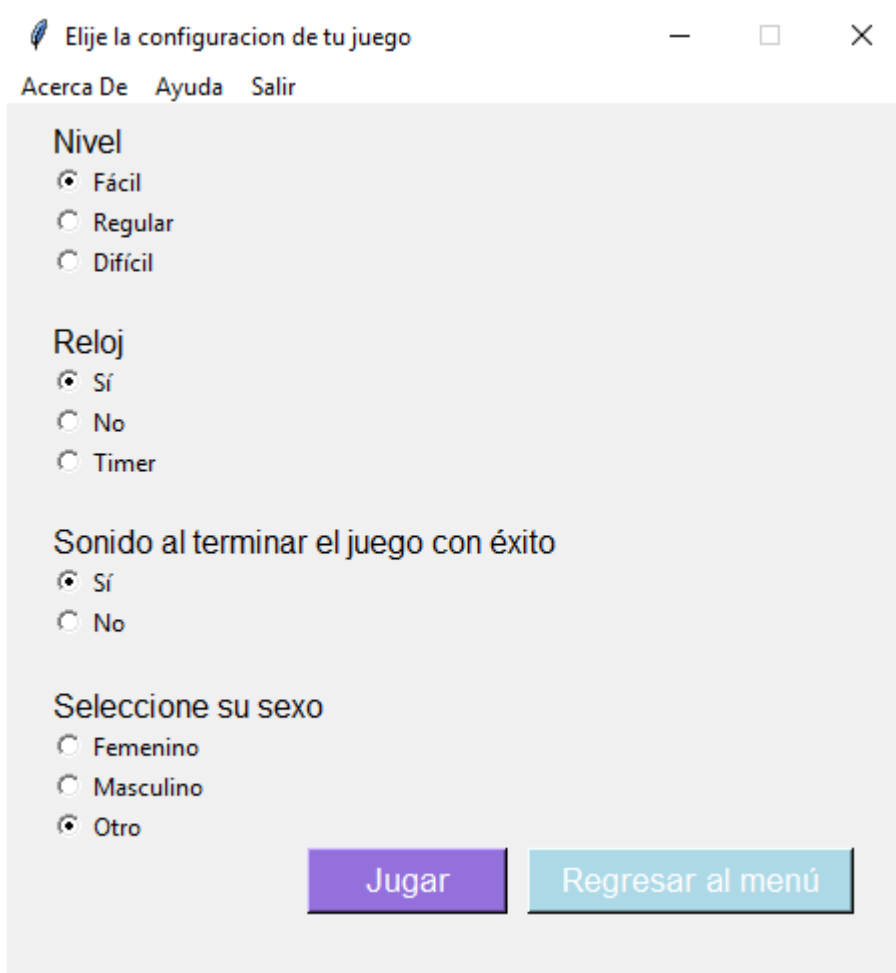 Elije la configuracion de tu juego
Acerca De Ayuda Salir
Nivel
Fácil
Regular
Difícil
Reloj
Sí
No
Timer
Sonido al terminar el juego con éxito
Sí
No
Seleccione su sexo
Femenino
Masculino
Otro
Jugar Regresar al menú